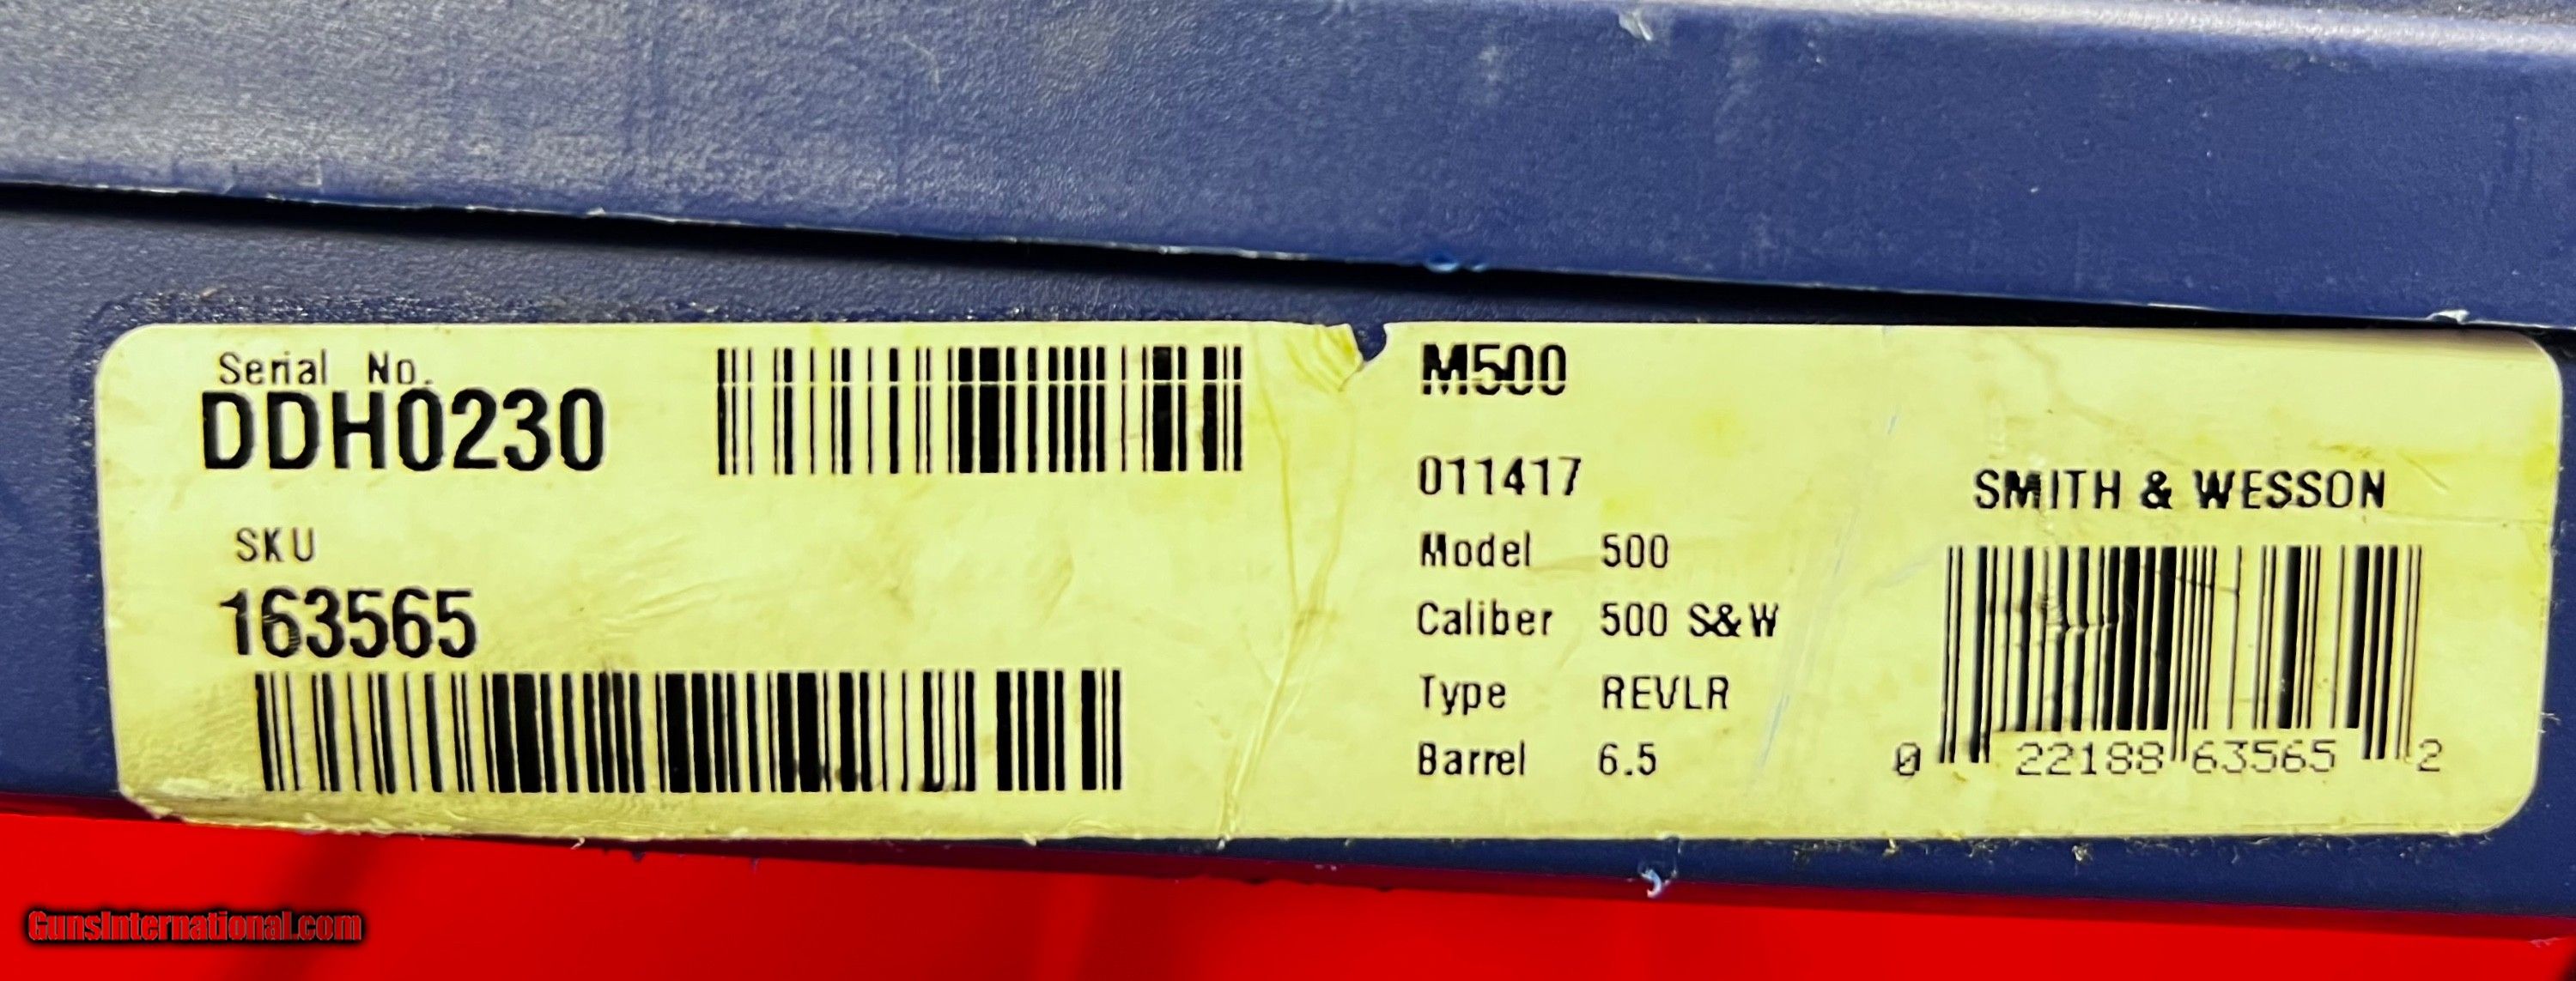 Serial No.
DDH0230
SKU
163565
M500
011417
Model 500
Caliber 500 S&W
Type REVLR
Barrel 6.5
SMITH & WESSON
0 22188 63565 2
GunsInternational.com